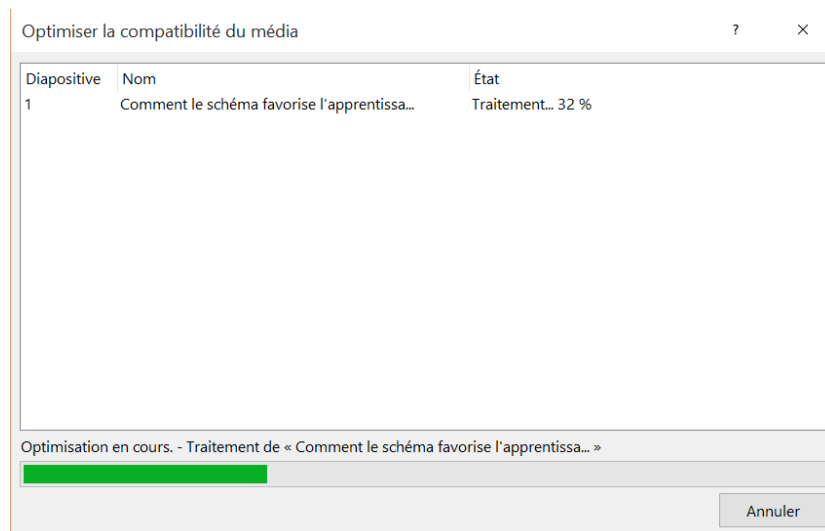 Optimiser la compatibilité du média ? ×
Diapositive Nom État
1 Comment le schéma favorise l'apprentissa... Traitement... 32 %
Optimisation en cours. - Traitement de « Comment le schéma favorise l'apprentissa... »
Annuler